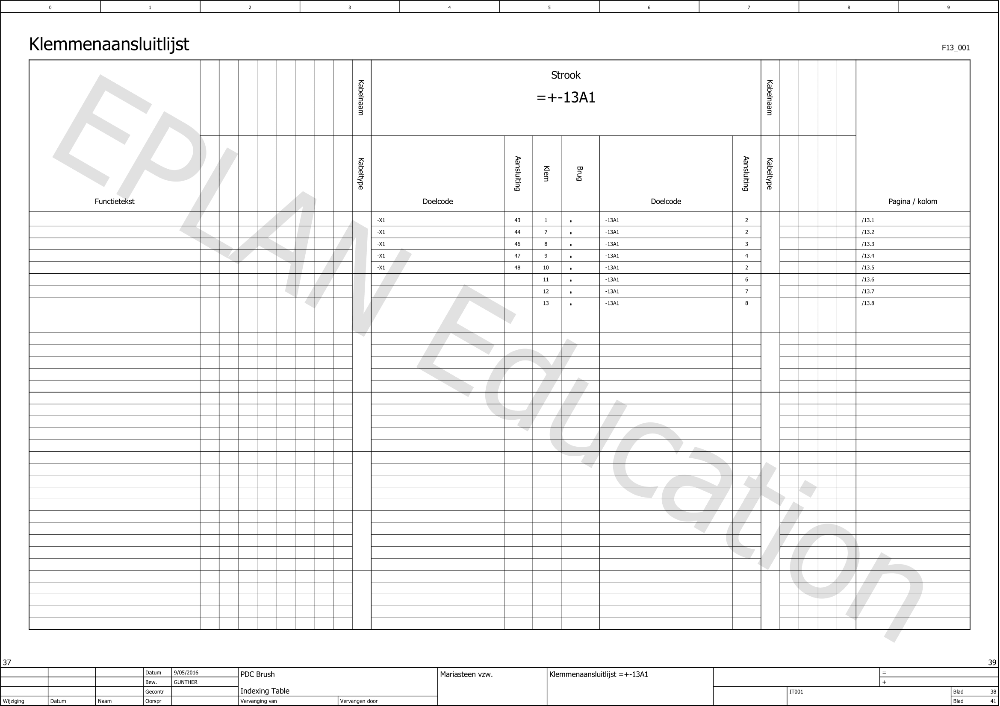 0 1 2 3 4 5 6 7 8 9
Klemmenaansluitlijst F13_001
Strook
=+-13A1
Kabelnaam Kabelnaam
Functietekst Kabeltype Doelcode Aansluiting Klem Brug Doelcode Aansluiting Kabeltype Pagina / kolom
-X1 43 1 -13A1 2 /13.1
-X1 44 7 -13A1 2 /13.2
-X1 46 8 -13A1 3 /13.3
-X1 47 9 -13A1 4 /13.4
-X1 48 10 -13A1 2 /13.5
11 -13A1 6 /13.6
12 -13A1 7 /13.7
13 -13A1 8 /13.8
EPLAN Education
37 39
Datum 9/05/2016 PDC Brush Mariasteen vzw. Klemmenaansluitlijst =+-13A1 =
Bew. GUNTHER +
Gecontr Indexing Table IT001 Blad 38
Wijziging Datum Naam Oorspr Vervanging van Vervangen door Blad 41